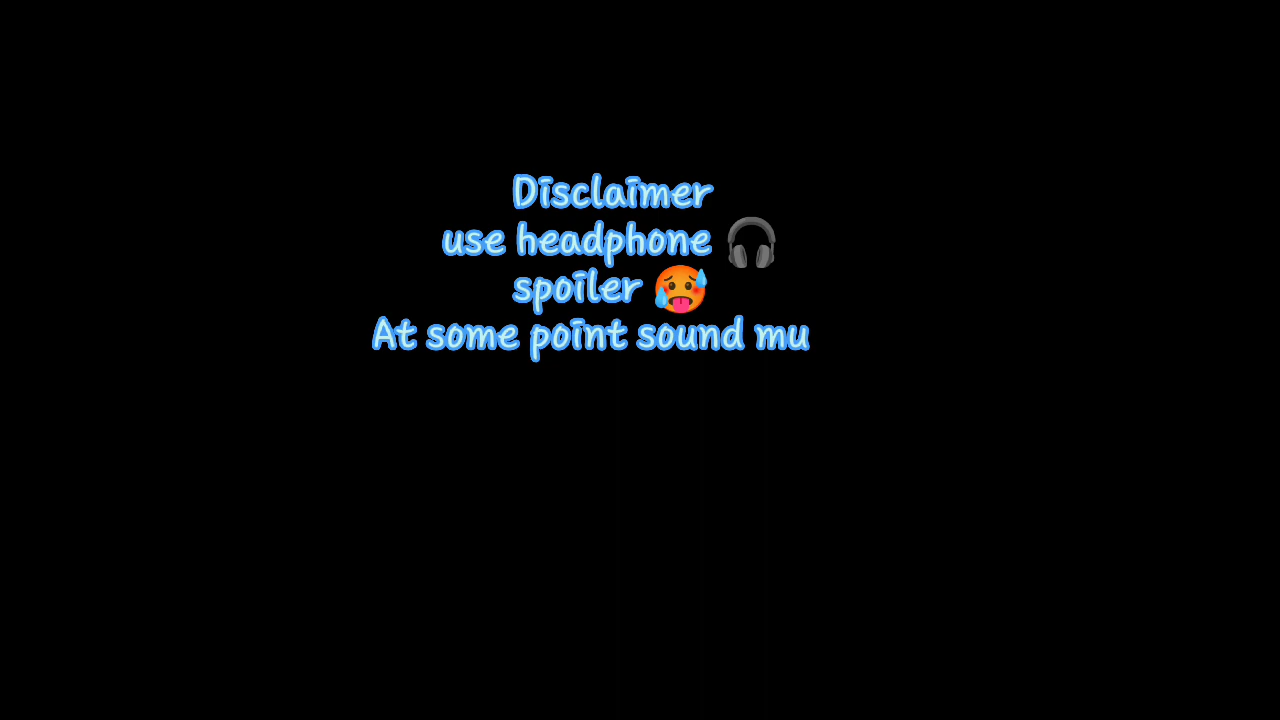 Disclaimer
use headphone 🎧
spoiler 🥵
At some point sound mu